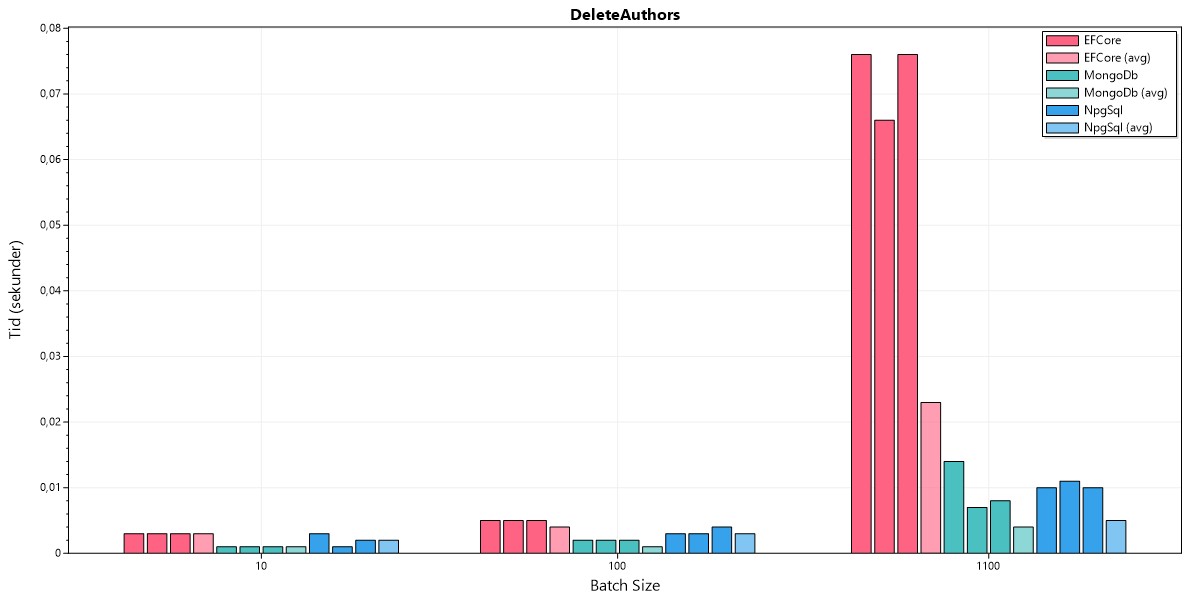 DeleteAuthors
0,08
0,07
0,06
0,05
0,04
0,03
0,02
0,01
0
Tid (sekunder)
EFCore
EFCore (avg)
MongoDb
MongoDb (avg)
NpgSql
NpgSql (avg)
10
100
1100
Batch Size